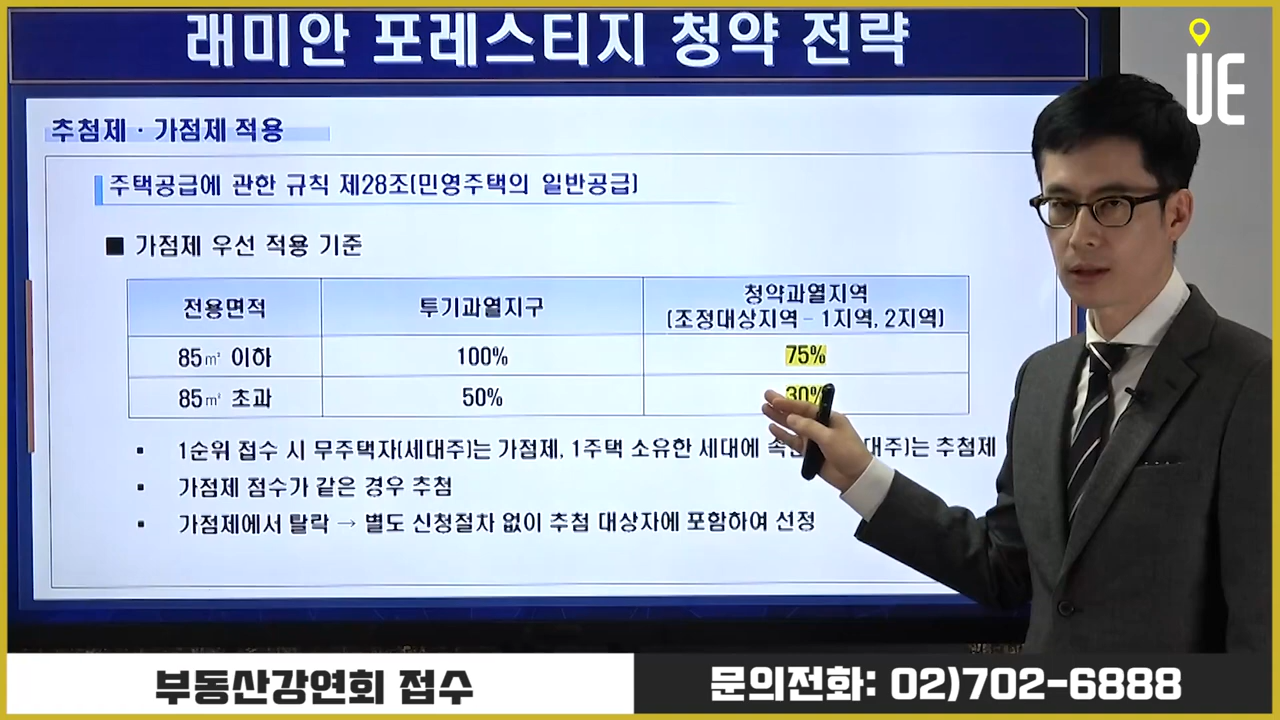 래미안 포레스티지 청약 전략
UE
추첨제 · 가점제 적용
주택공급에 관한 규칙 제28조(민영주택의 일반공급)
■ 가점제 우선 적용 기준
전용면적 투기과열지구 청약과열지역
(조정대상지역 - 1지역, 2지역)
85㎡ 이하 100% 75%
85㎡ 초과 50% 30%
▪ 1순위 접수 시 무주택자(세대주)는 가점제, 1주택 소유한 세대에 대주)는 추첨제
▪ 가점제 점수가 같은 경우 추첨
▪ 가점제에서 탈락 → 별도 신청절차 없이 추첨 대상자에 포함하여 선정
부동산강연회 접수
문의전화: 02)702-6888